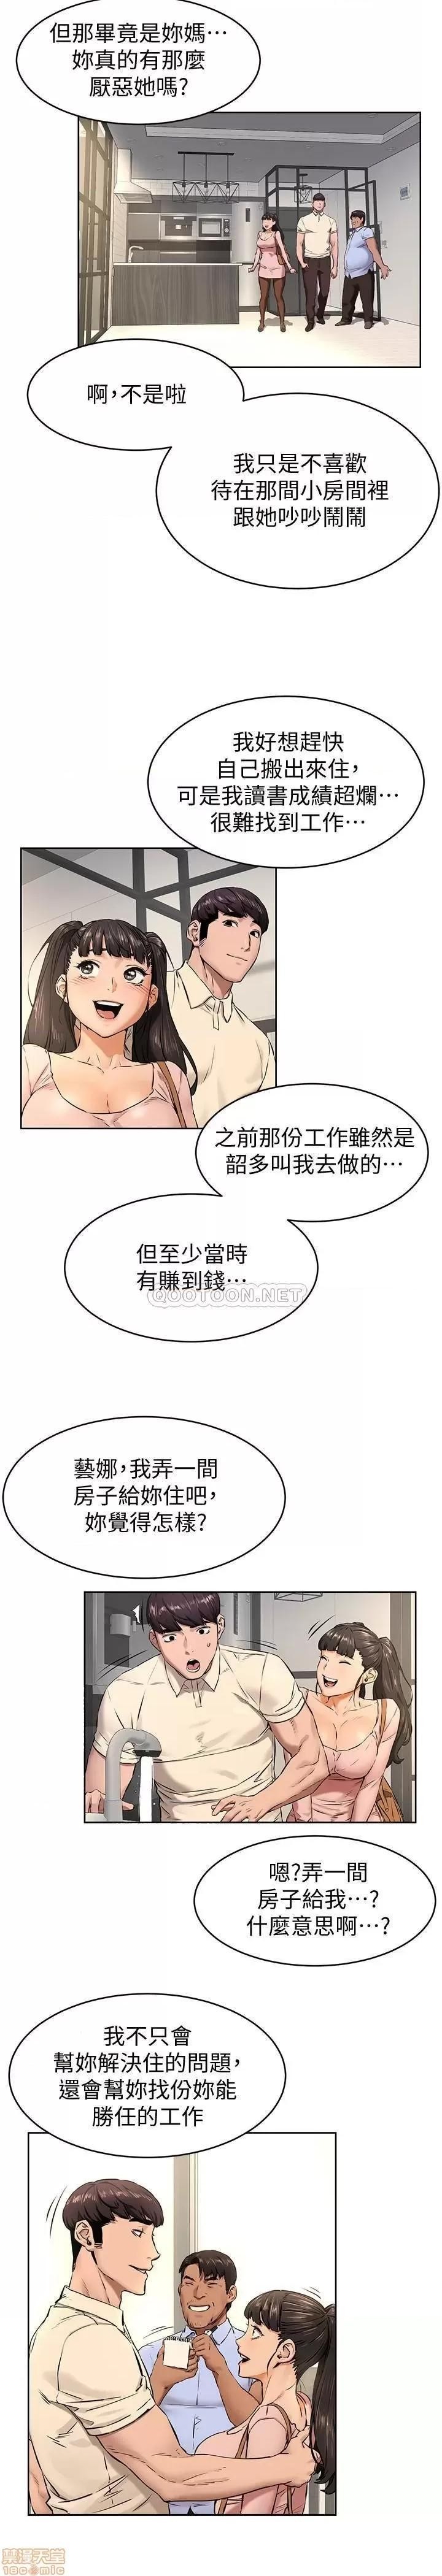 但那畢竟是妳媽…
妳真的有那麼
厭惡她嗎?
啊,不是啦
我只是不喜歡
待在那間小房間裡
跟她吵吵鬧鬧
我好想趕快
自己搬出來住,
可是我讀書成績超爛…
很難找到工作…
之前那份工作雖然是
韶多叫我去做的…
但至少當時
有賺到錢…
QOOTOON.NET
藝娜,我弄一間
房子給妳住吧,
妳覺得怎樣?
嗯?弄一間
房子給我…?
什麼意思啊…?
我不只會
幫妳解決住的問題,
還會幫妳找份妳能
勝任的工作
禁漫天堂
18comic